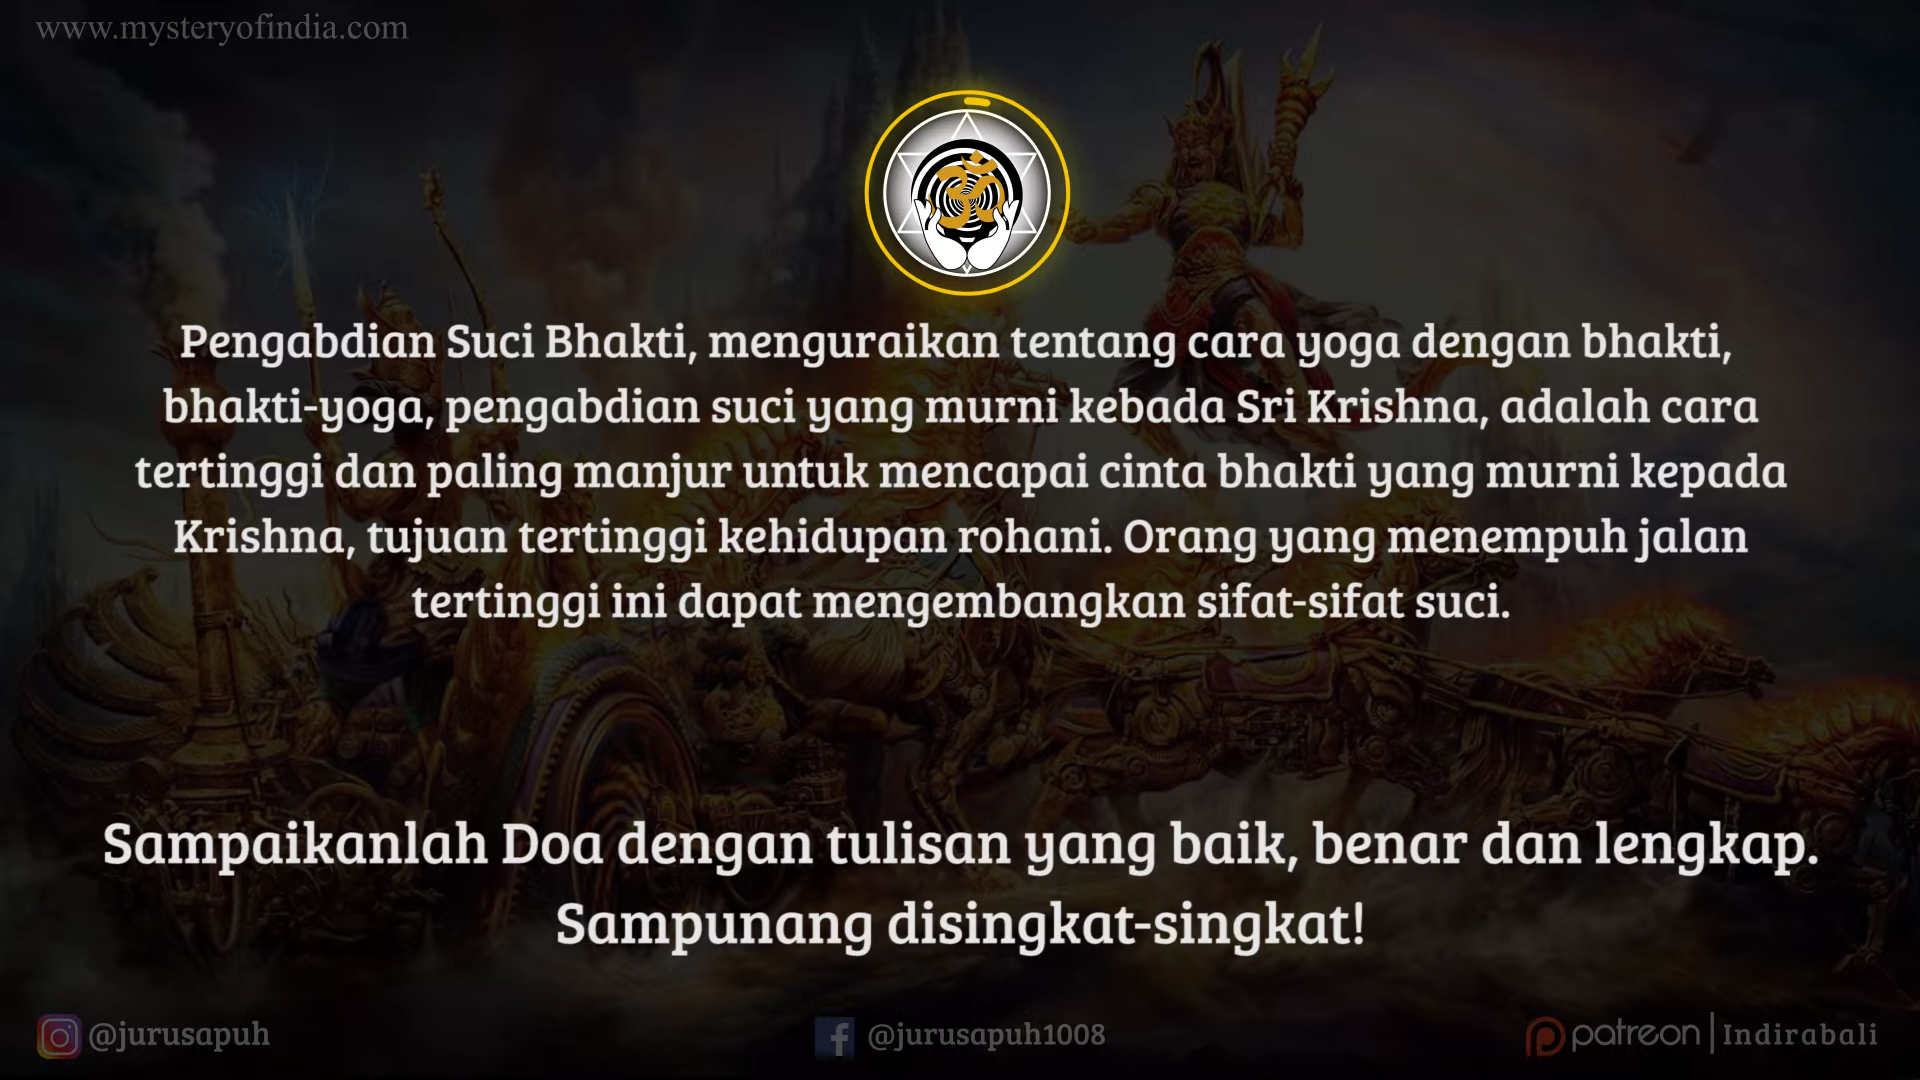 www.mysteryofindia.com
ॐ
Pengabdian Suci Bhakti, menguraikan tentang cara yoga dengan bhakti,
bhakti-yoga, pengabdian suci yang murni kebada Sri Krishna, adalah cara
tertinggi dan paling manjur untuk mencapai cinta bhakti yang murni kepada
Krishna, tujuan tertinggi kehidupan rohani. Orang yang menempuh jalan
tertinggi ini dapat mengembangkan sifat-sifat suci.
Sampaikanlah Doa dengan tulisan yang baik, benar dan lengkap.
Sampunang disingkat-singkat!
@jurusapuh
@jurusapuh1008
patreon | Indirabali